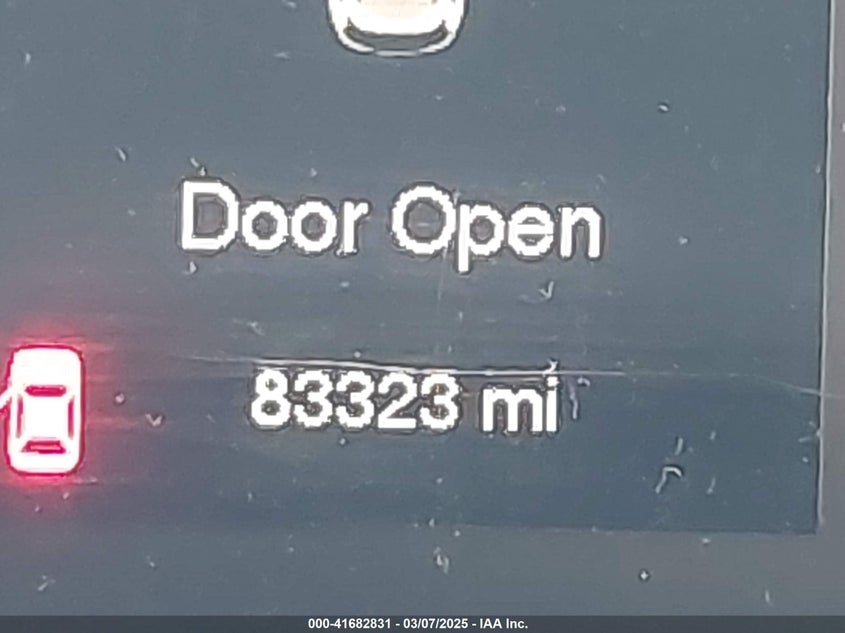 Door Open
83323 mi
000-41682831 - 03/07/2025 - IAA Inc.